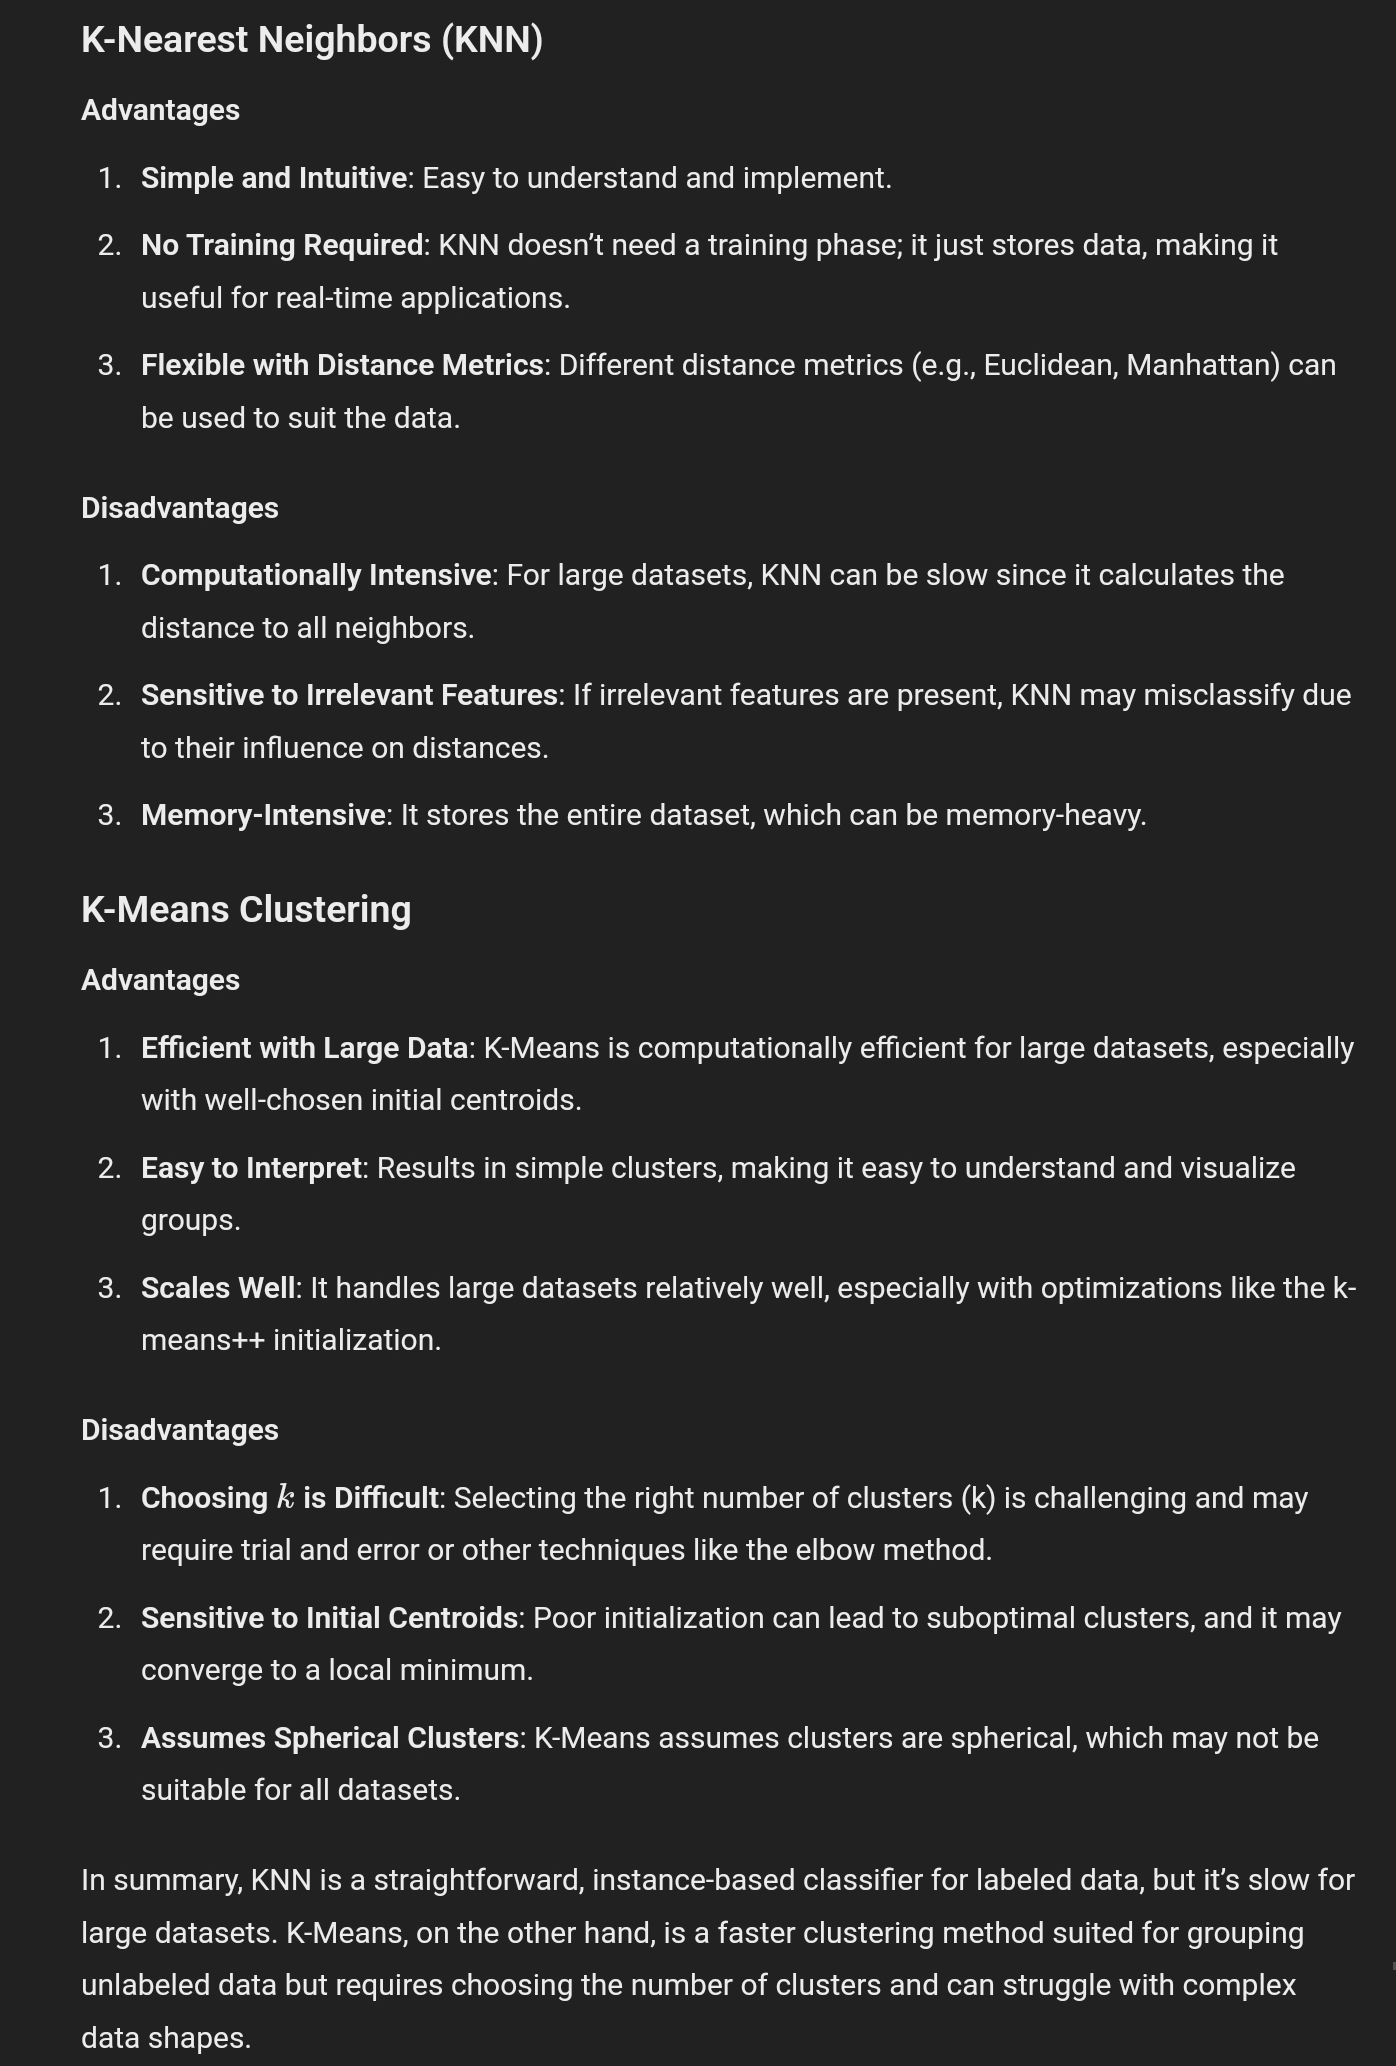 K-Nearest Neighbors (KNN)
Advantages
1. Simple and Intuitive: Easy to understand and implement.
2. No Training Required: KNN doesn’t need a training phase; it just stores data, making it
useful for real-time applications.
3. Flexible with Distance Metrics: Different distance metrics (e.g., Euclidean, Manhattan) can
be used to suit the data.
Disadvantages
1. Computationally Intensive: For large datasets, KNN can be slow since it calculates the
distance to all neighbors.
2. Sensitive to Irrelevant Features: If irrelevant features are present, KNN may misclassify due
to their influence on distances.
3. Memory-Intensive: It stores the entire dataset, which can be memory-heavy.
K-Means Clustering
Advantages
1. Efficient with Large Data: K-Means is computationally efficient for large datasets, especially
with well-chosen initial centroids.
2. Easy to Interpret: Results in simple clusters, making it easy to understand and visualize
groups.
3. Scales Well: It handles large datasets relatively well, especially with optimizations like the k-
means++ initialization.
Disadvantages
1. Choosing k is Difficult: Selecting the right number of clusters (k) is challenging and may
require trial and error or other techniques like the elbow method.
2. Sensitive to Initial Centroids: Poor initialization can lead to suboptimal clusters, and it may
converge to a local minimum.
3. Assumes Spherical Clusters: K-Means assumes clusters are spherical, which may not be
suitable for all datasets.
In summary, KNN is a straightforward, instance-based classifier for labeled data, but it’s slow for
large datasets. K-Means, on the other hand, is a faster clustering method suited for grouping
unlabeled data but requires choosing the number of clusters and can struggle with complex
data shapes.